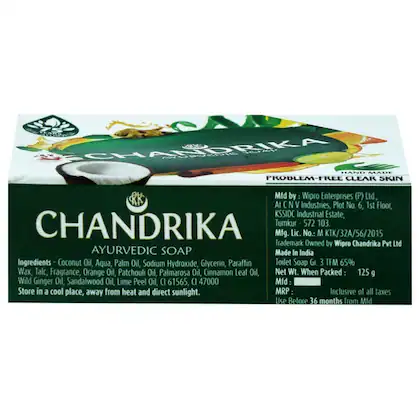 CHANDRIKA
AYURVEDIC SOAP
HAND MADE
PROBLEM-FREE CLEAR SKIN
CHANDRIKA
AYURVEDIC SOAP
Ingredients - Coconut Oil, Aqua, Palm Oil, Sodium Hydroxide, Glycerin, Paraffin
Wax, Talc, Fragrance, Orange Oil, Patchouli Oil, Palmarosa Oil, Cinnamon Leaf Oil,
Wild Ginger Oil, Sandalwood Oil, Lime Peel Oil, CI 61565, CI 47000
Store in a cool place, away from heat and direct sunlight.
Mfd by : Wipro Enterprises (P) Ltd.,
At C N V Industries, Plot No. 6, 1st Floor,
KSSIDC Industrial Estate,
Tumkur - 572 103.
Mfg. Lic. No.: M KTK/32A/56/2015
Trademark Owned by Wipro Chandrika Pvt Ltd
Made in India
Toilet Soap Gr. 3 TFM 65%
Net Wt. When Packed : 125 g
Mfd :
MRP : Inclusive of all taxes
Use Before 36 months from Mfd